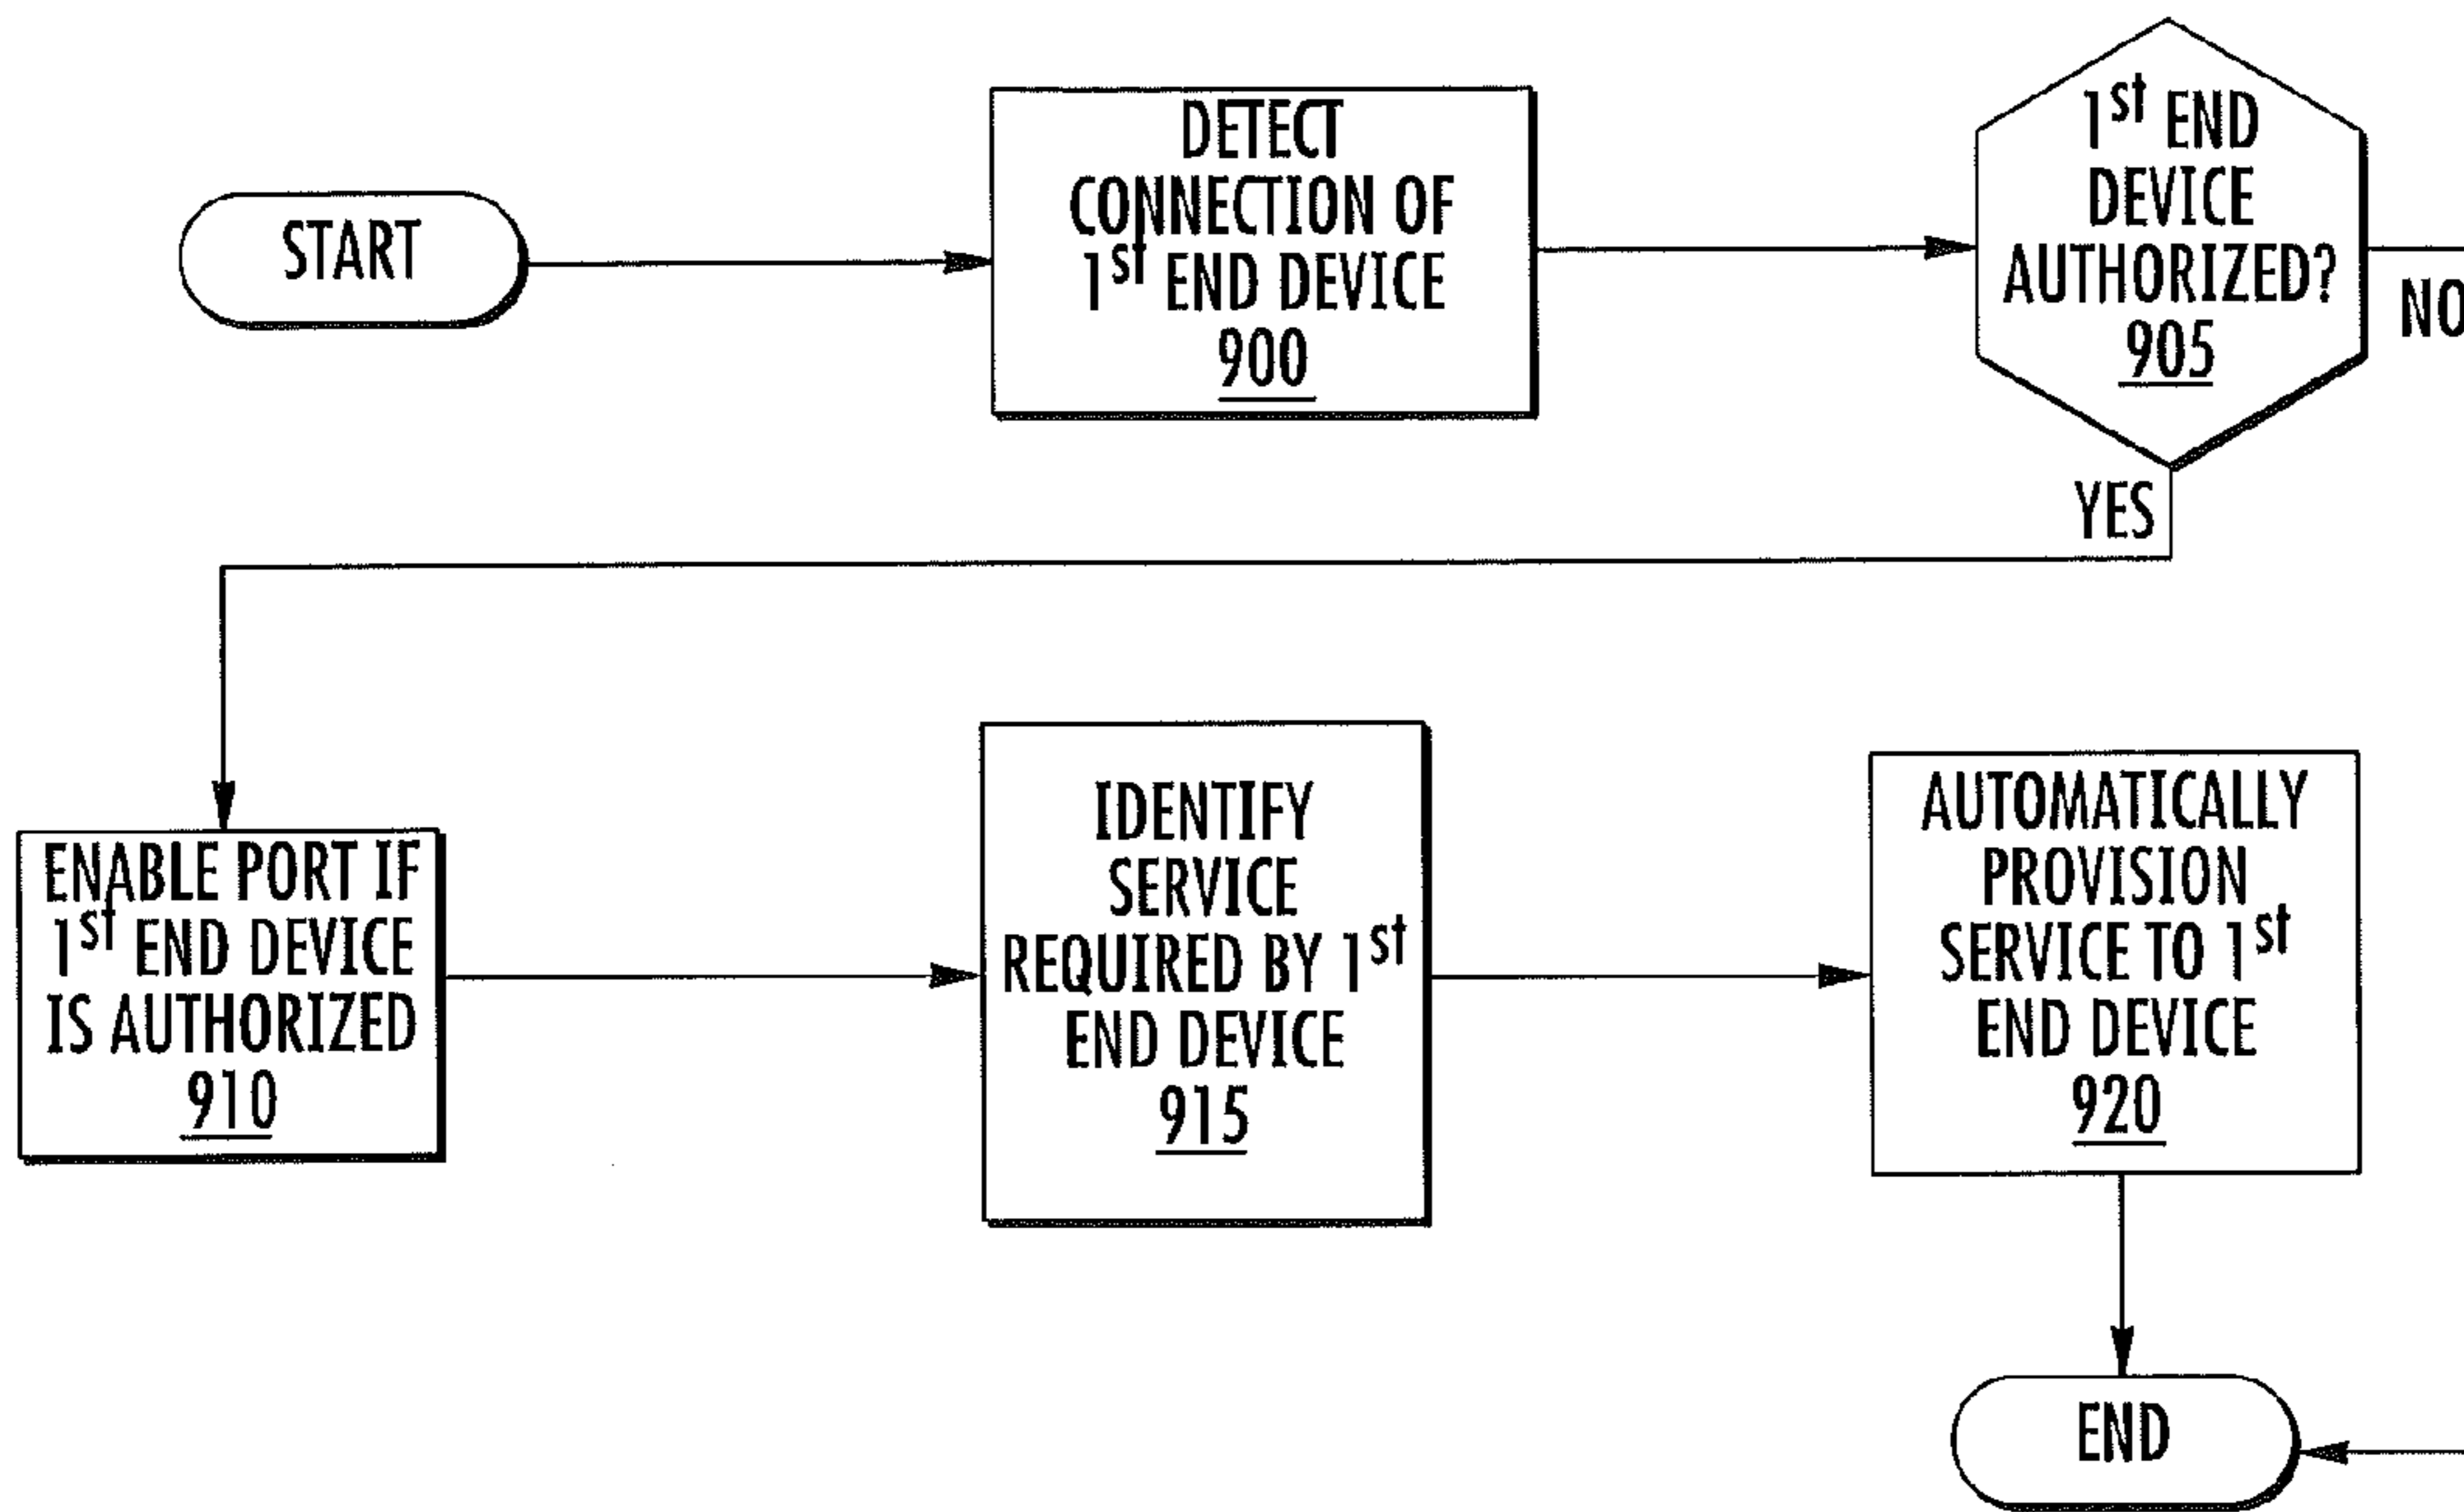 START
DETECT
CONNECTION OF
1st END DEVICE
900
1st END
DEVICE
AUTHORIZED?
905
NO
YES
ENABLE PORT IF
1st END DEVICE
IS AUTHORIZED
910
IDENTIFY
SERVICE
REQUIRED BY 1st
END DEVICE
915
AUTOMATICALLY
PROVISION
SERVICE TO 1st
END DEVICE
920
END